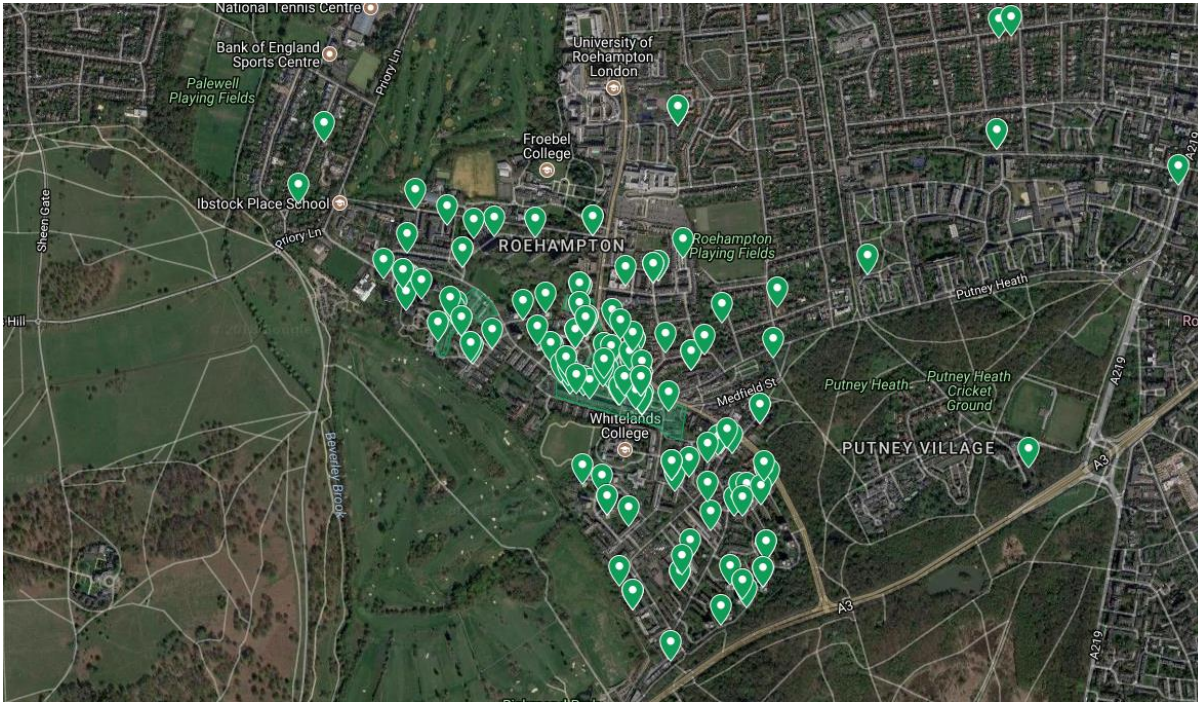 National Tennis Centre
Bank of England
Sports Centre
Palewell
Playing Fields
Priory Ln
University of
Roehampton
London
Froebel
College
Ibstock Place School
Sheen Gate
Priory Ln
ROEHAMPTON
Roehampton
Playing Fields
A219
Putney Heath
Hill
Ro
Medfield St
Putney Heath
Putney Heath
Cricket
Ground
A219
Whitelands
College
PUTNEY VILLAGE
A3
Beverley Brook
A3
A219